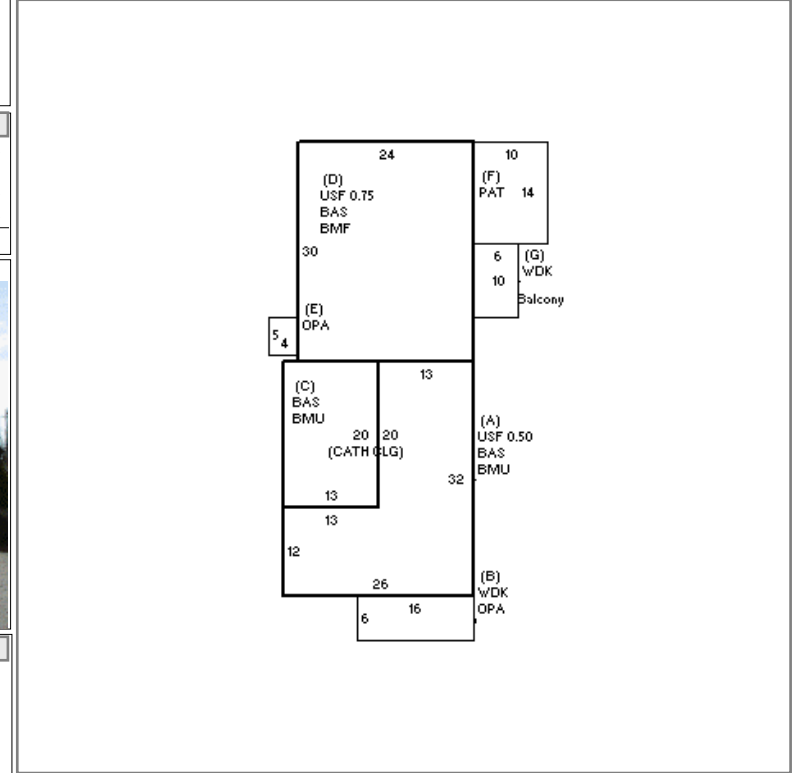 24
(D)
USF 0.75
BAS
BMF
30
10
(F)
PAT 14
6
(G)
WDK
10
Balcony
(E)
OPA
5
4
13
(C)
BAS
BMU
20 20
(CATH CLG)
(A)
USF 0.50
BAS
BMU
32
13
13
12
26
(B)
WDK
OPA
16
6